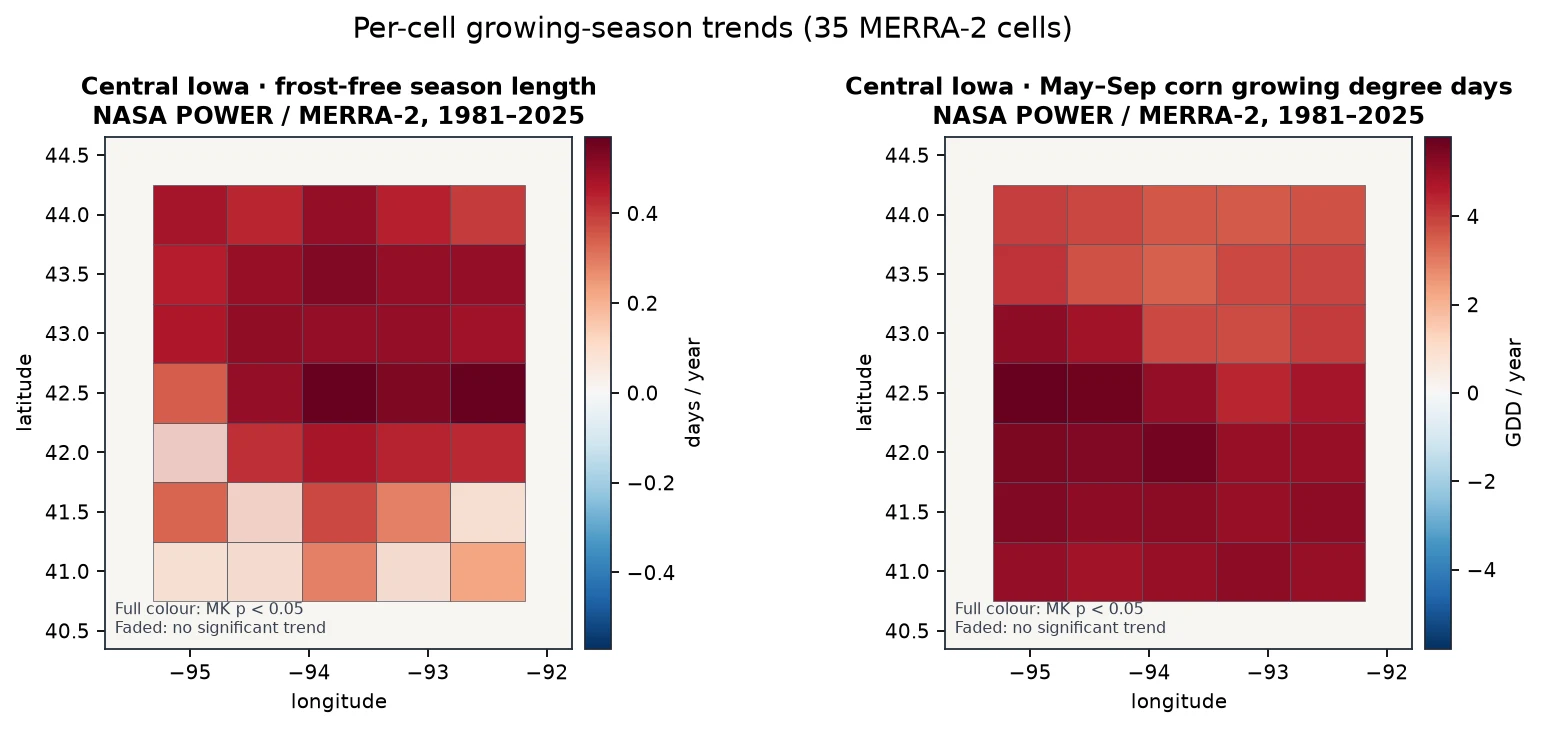 Per-cell growing-season trends (35 MERRA-2 cells)
Central Iowa · frost-free season length
NASA POWER / MERRA-2, 1981–2025
44.5
44.0
43.5
43.0
42.5
42.0
41.5
41.0
40.5
latitude
−95
−94
−93
−92
longitude
Full colour: MK p < 0.05
Faded: no significant trend
0.4
0.2
0.0
−0.2
−0.4
days / year
Central Iowa · May–Sep corn growing degree days
NASA POWER / MERRA-2, 1981–2025
44.5
44.0
43.5
43.0
42.5
42.0
41.5
41.0
40.5
latitude
−95
−94
−93
−92
longitude
Full colour: MK p < 0.05
Faded: no significant trend
4
2
0
−2
−4
GDD / year